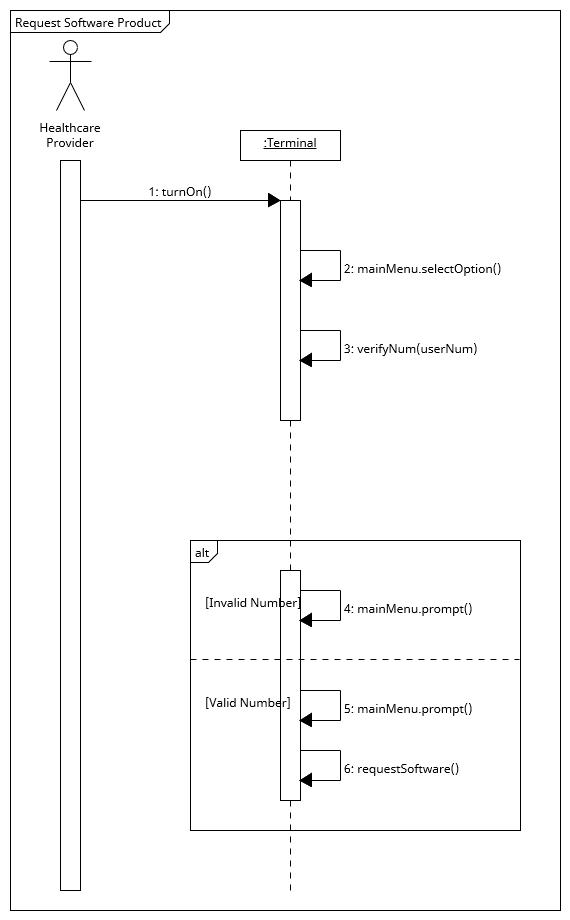 Request Software Product
Healthcare
Provider
:Terminal
1: turnOn()
2: mainMenu.selectOption()
3: verifyNum(userNum)
alt
[Invalid Number]
4: mainMenu.prompt()
[Valid Number]
5: mainMenu.prompt()
6: requestSoftware()